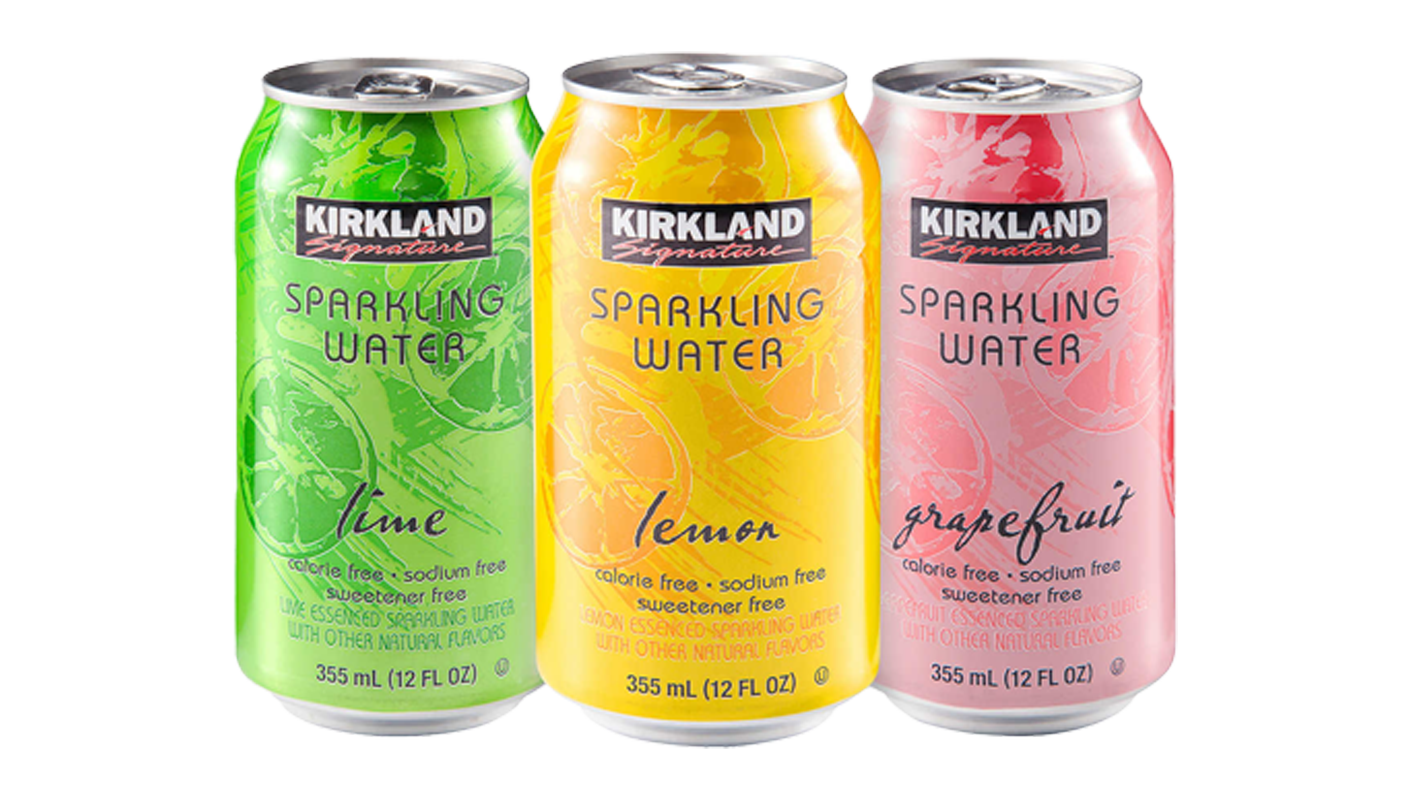 KIRKLAND
Signature
SPARKLING
WATER
lime
calorie free • sodium free
sweetener free
LIME ESSENCED SPARKLING WATER
WITH OTHER NATURAL FLAVORS
355 mL (12 FL OZ)
KIRKLAND
Signature
SPARKLING
WATER
lemon
calorie free • sodium free
sweetener free
LEMON ESSENCED SPARKLING WATER
WITH OTHER NATURAL FLAVORS
355 mL (12 FL OZ)
KIRKLAND
Signature
SPARKLING
WATER
grapefruit
calorie free • sodium free
sweetener free
ESSENCED SPARKLING WATER
WITH OTHER NATURAL FLAVORS
355 mL (12 FL OZ)